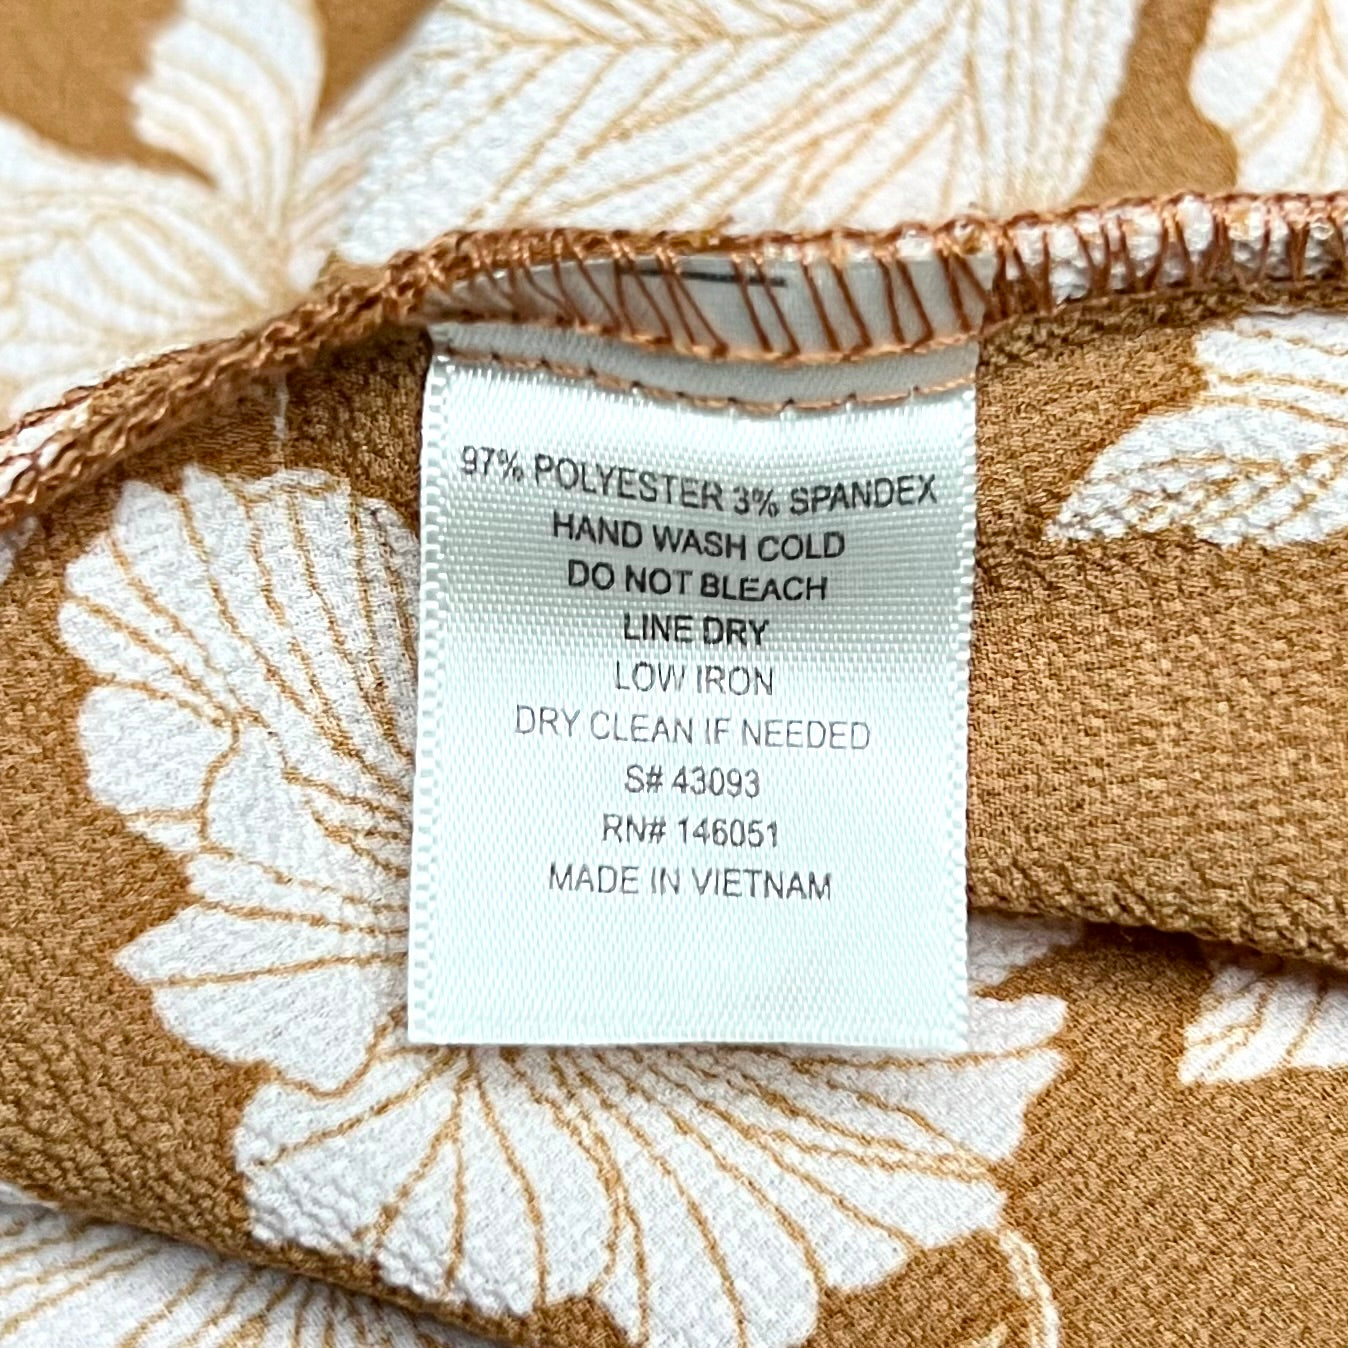 97% POLYESTER 3% SPANDEX
HAND WASH COLD
DO NOT BLEACH
LINE DRY
LOW IRON
DRY CLEAN IF NEEDED
S# 43093
RN# 146051
MADE IN VIETNAM